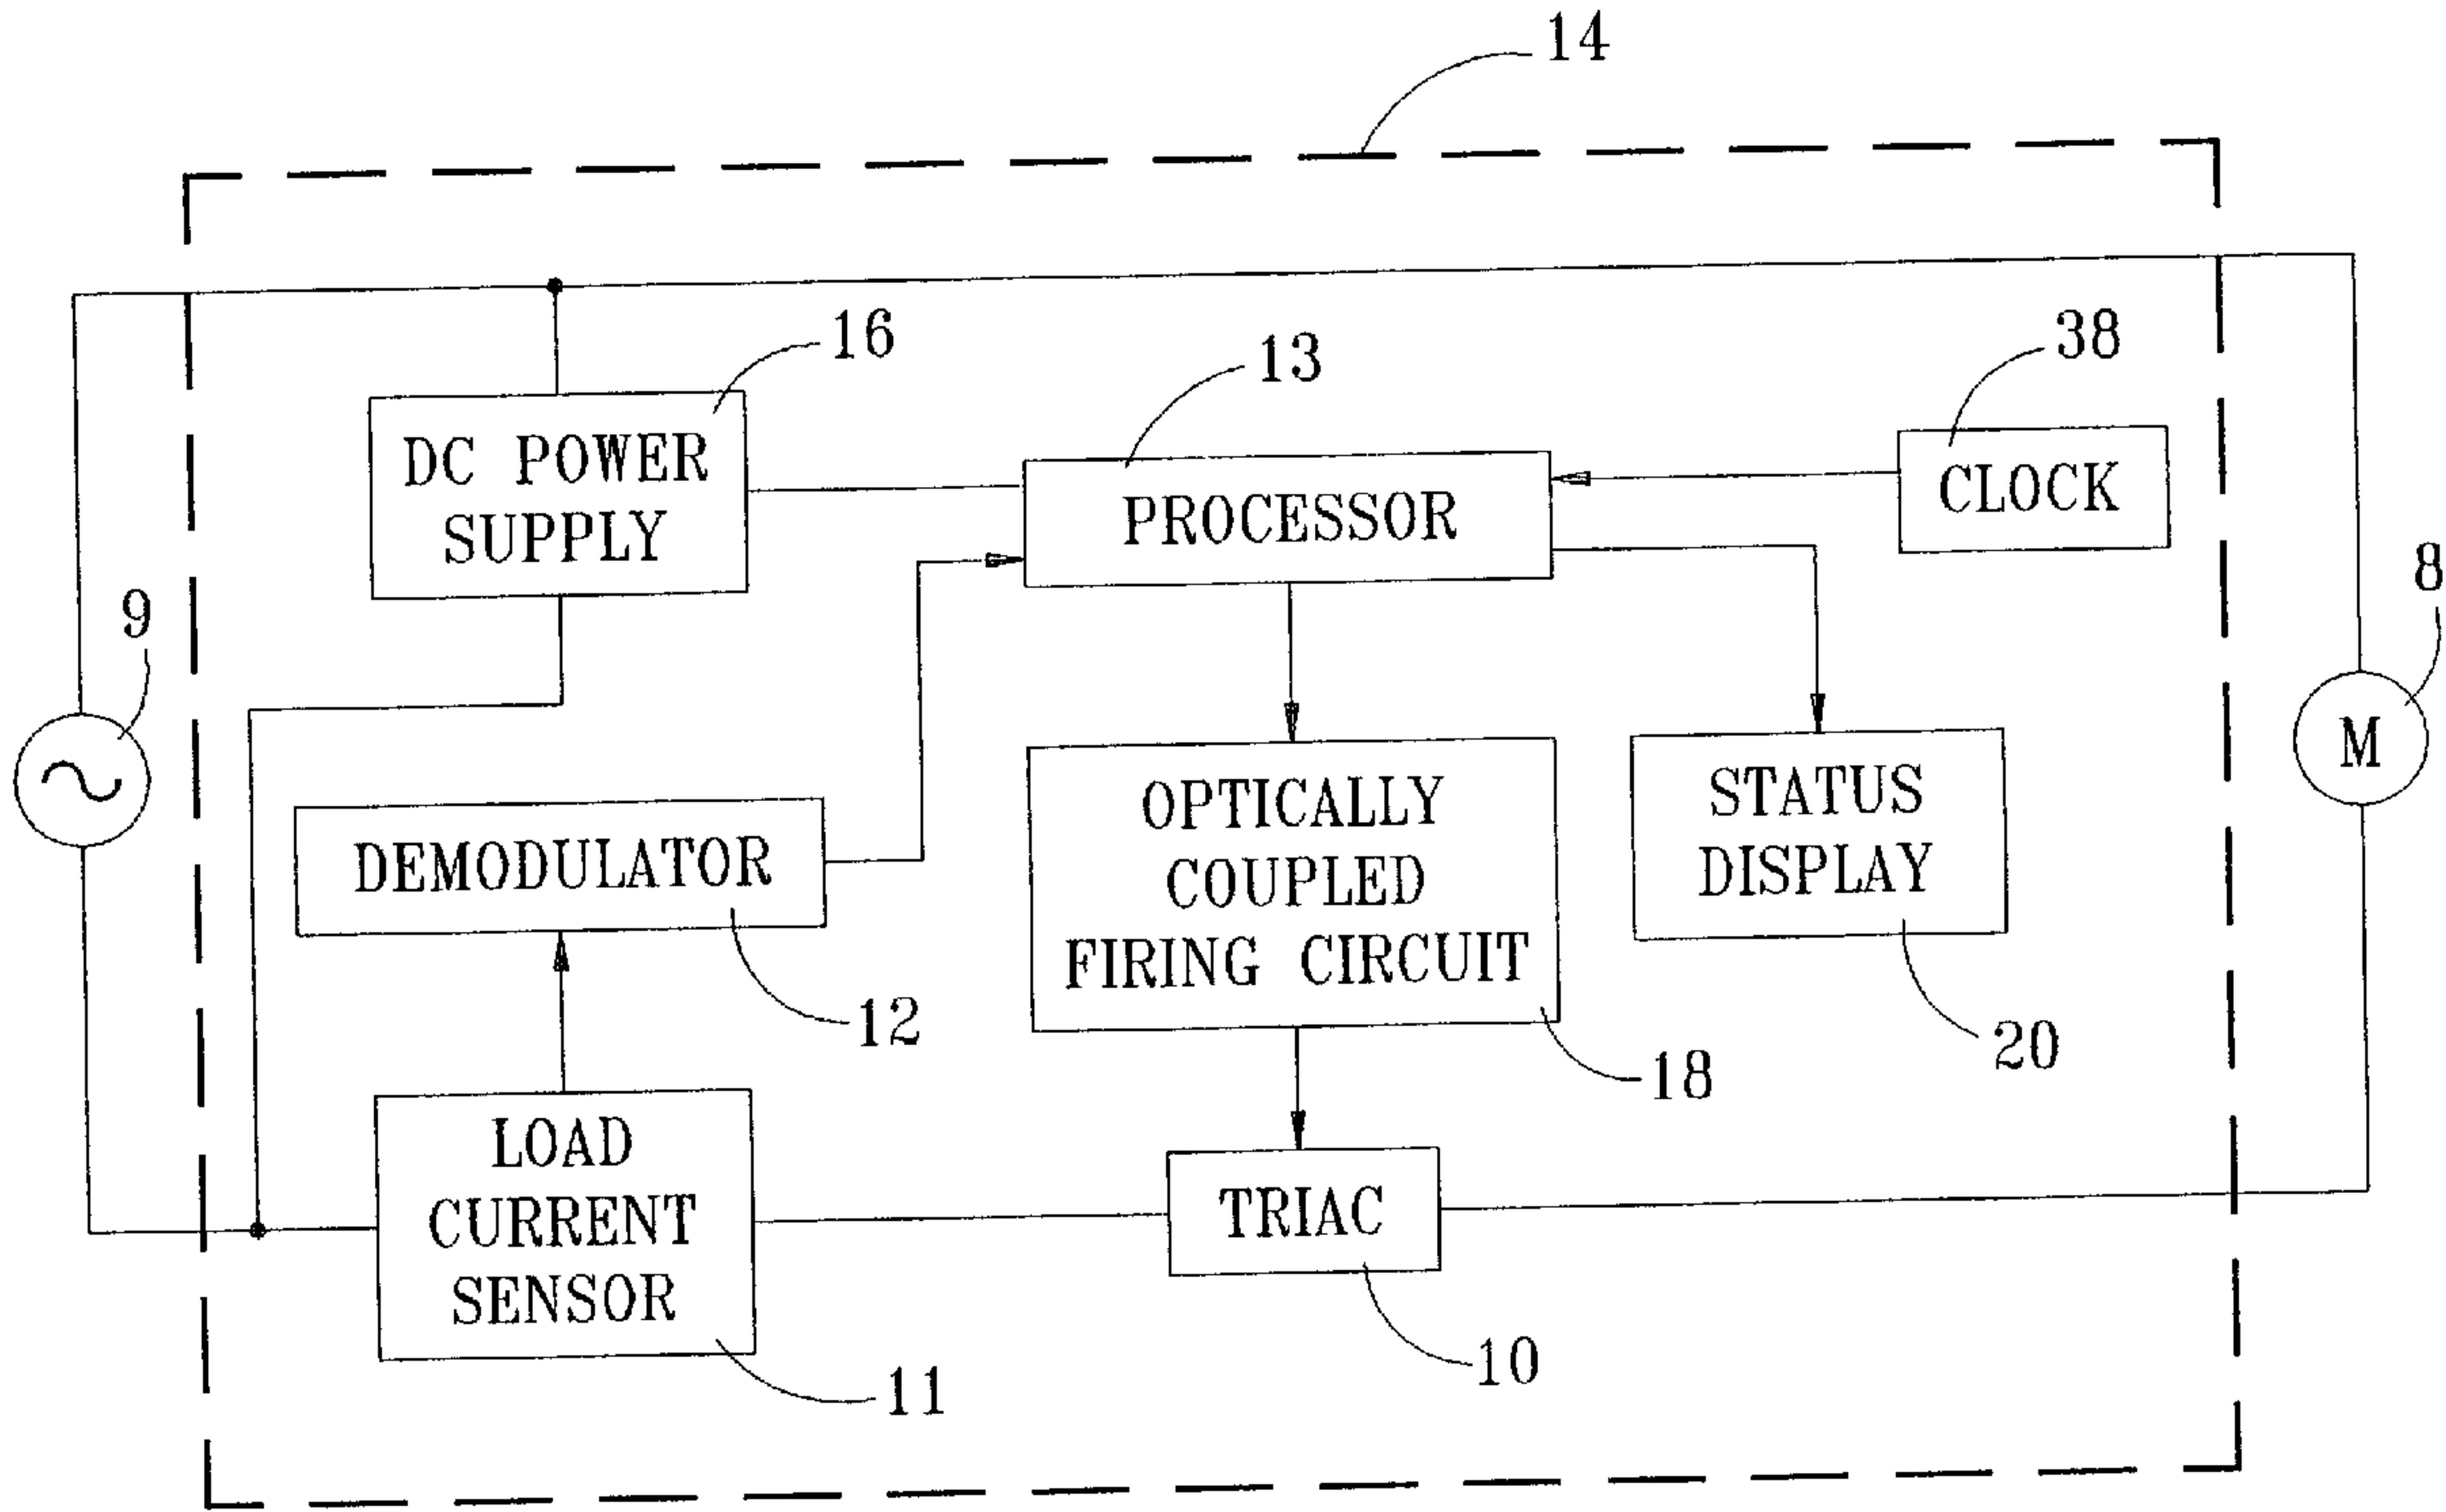 14
16
13
38
DC POWER
SUPPLY
PROCESSOR
CLOCK
9
8
M
DEMODULATOR
12
OPTICALLY
COUPLED
FIRING CIRCUIT
18
STATUS
DISPLAY
20
LOAD
CURRENT
SENSOR
11
TRIAC
10